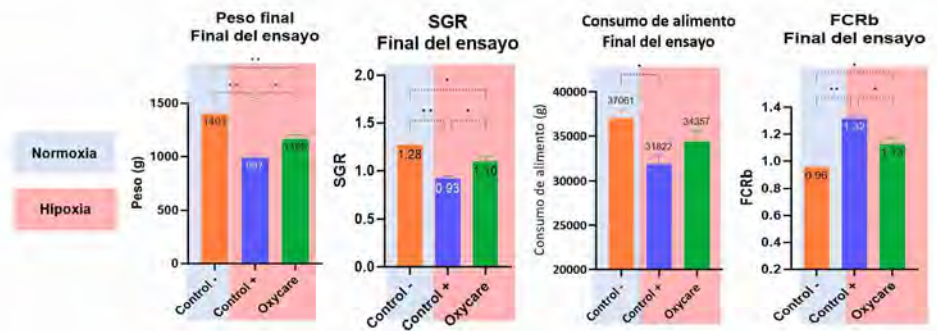 Normoxia
Hipoxia
Peso final
Final del ensayo
**
** *
Peso (g)
1500
1000
500
0
Control -
Control +
Oxycare
SGR
Final del ensayo
*
** *
SGR
2.0
1.5
1.0
0.5
0.0
1.28
0.93
1.10
Control -
Control +
Oxycare
Consumo de alimento
Final del ensayo
*
Consumo de alimento (g)
40000
35000
30000
25000
20000
37061
31822
34357
Control -
Control +
Oxycare
FCRb
Final del ensayo
*
** *
FCRb
1.4
1.2
1.0
0.8
0.6
0.4
0.2
0.96
1.32
1.13
Control -
Control +
Oxycare